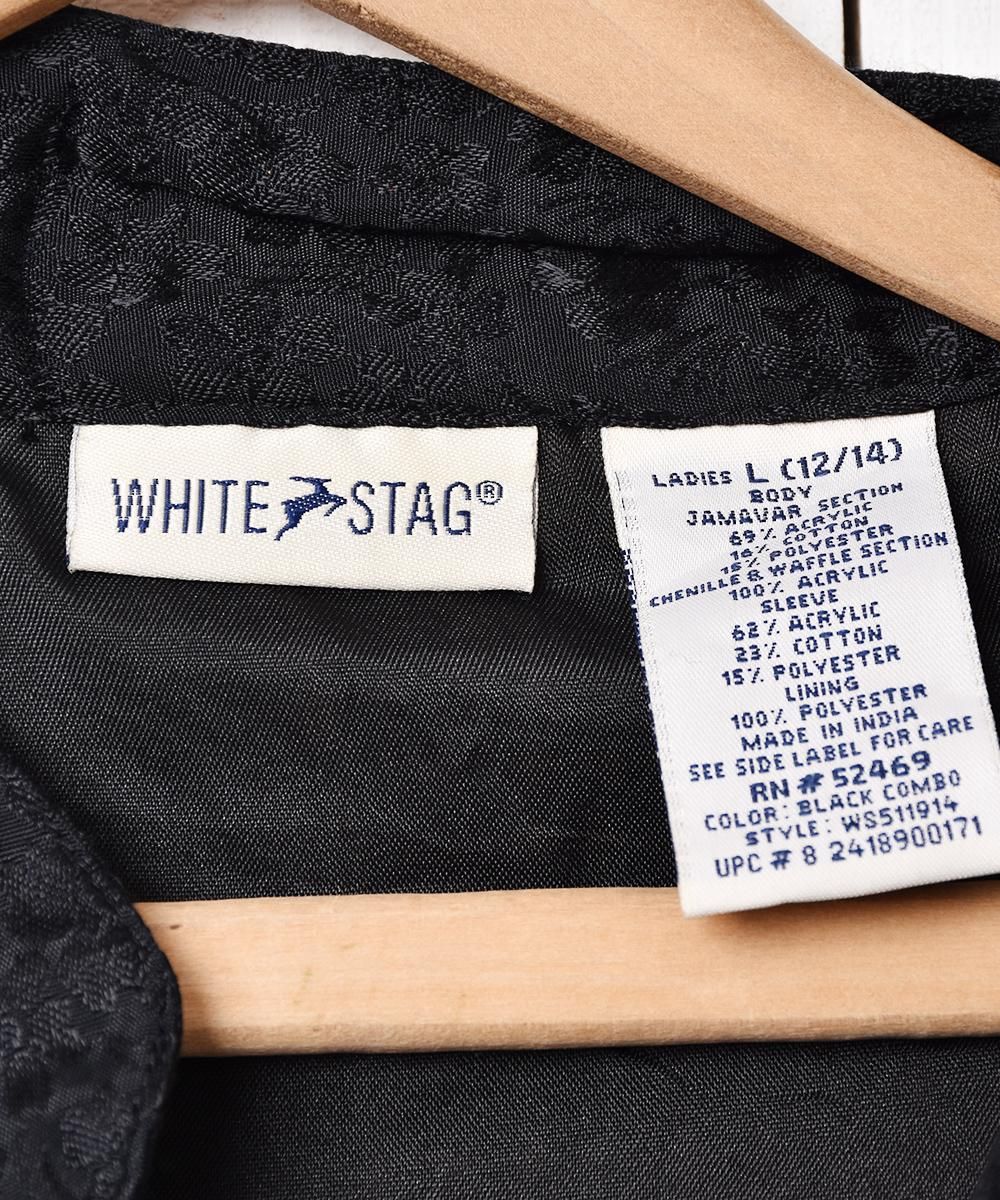 WHITE STAG®
LADIES L (12/14)
BODY
JAMAVAR SECTION
69% ACRYLIC
16% COTTON
15% POLYESTER
CHENILLE & WAFFLE SECTION
100% ACRYLIC
SLEEVE
62% ACRYLIC
23% COTTON
15% POLYESTER
LINING
100% POLYESTER
MADE IN INDIA
SEE SIDE LABEL FOR CARE
RN # 52469
COLOR: BLACK COMBO
STYLE: WS511914
UPC # 8 2418900171